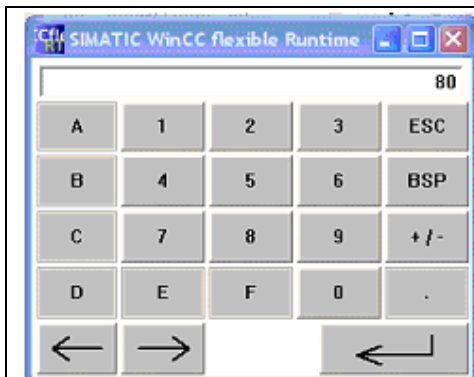 SIMATIC WinCC flexible Runtime
80
A 1 2 3 ESC
B 4 5 6 BSP
C 7 8 9 +/-
D E F 0 .